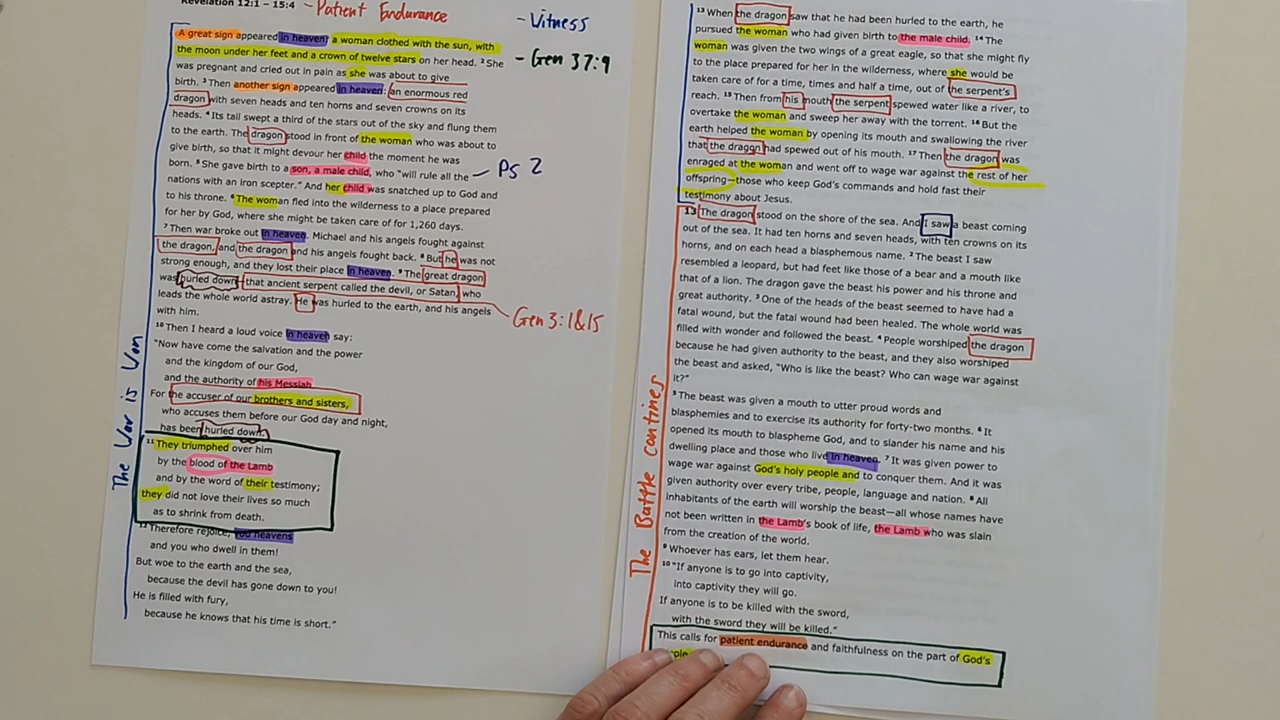 Revelation 12:1 – 15:4 - Patient Endurance
- Witness
- Gen 37:9
A great sign appeared in heaven: a woman clothed with the sun, with
the moon under her feet and a crown of twelve stars on her head. ² She
was pregnant and cried out in pain as she was about to give
birth. ³ Then another sign appeared in heaven: an enormous red
dragon with seven heads and ten horns and seven crowns on its
heads. ⁴ Its tail swept a third of the stars out of the sky and flung them
to the earth. The dragon stood in front of the woman who was about to
give birth, so that it might devour her child the moment he was
born. ⁵ She gave birth to a son, a male child, who "will rule all the
Ps 2
nations with an iron scepter." And her child was snatched up to God and
to his throne. ⁶ The woman fled into the wilderness to a place prepared
for her by God, where she might be taken care of for 1,260 days.
⁷ Then war broke out in heaven. Michael and his angels fought against
the dragon, and the dragon and his angels fought back. ⁸ But he was not
strong enough, and they lost their place in heaven. ⁹ The great dragon
was hurled down—that ancient serpent called the devil, or Satan, who
leads the whole world astray. He was hurled to the earth, and his angels
with him.
Gen 3:1&15
¹⁰ Then I heard a loud voice in heaven say:
"Now have come the salvation and the power
and the kingdom of our God,
and the authority of his Messiah.
For the accuser of our brothers and sisters,
who accuses them before our God day and night,
has been hurled down.
¹¹ They triumphed over him
by the blood of the Lamb
and by the word of their testimony;
they did not love their lives so much
as to shrink from death.
¹² Therefore rejoice, you heavens
and you who dwell in them!
But woe to the earth and the sea,
because the devil has gone down to you!
He is filled with fury,
because he knows that his time is short."
The War is Won
¹³ When the dragon saw that he had been hurled to the earth, he
pursued the woman who had given birth to the male child. ¹⁴ The
woman was given the two wings of a great eagle, so that she might fly
to the place prepared for her in the wilderness, where she would be
taken care of for a time, times and half a time, out of the serpent's
reach. ¹⁵ Then from his mouth the serpent spewed water like a river, to
overtake the woman and sweep her away with the torrent. ¹⁶ But the
earth helped the woman by opening its mouth and swallowing the river
that the dragon had spewed out of his mouth. ¹⁷ Then the dragon was
enraged at the woman and went off to wage war against the rest of her
offspring—those who keep God's commands and hold fast their
testimony about Jesus.
13 The dragon stood on the shore of the sea. And I saw a beast coming
out of the sea. It had ten horns and seven heads, with ten crowns on its
horns, and on each head a blasphemous name. ² The beast I saw
resembled a leopard, but had feet like those of a bear and a mouth like
that of a lion. The dragon gave the beast his power and his throne and
great authority. ³ One of the heads of the beast seemed to have had a
fatal wound, but the fatal wound had been healed. The whole world was
filled with wonder and followed the beast. ⁴ People worshiped the dragon
because he had given authority to the beast, and they also worshiped
the beast and asked, "Who is like the beast? Who can wage war against
it?"
⁵ The beast was given a mouth to utter proud words and
blasphemies and to exercise its authority for forty-two months. ⁶ It
opened its mouth to blaspheme God, and to slander his name and his
dwelling place and those who live in heaven. ⁷ It was given power to
wage war against God's holy people and to conquer them. And it was
given authority over every tribe, people, language and nation. ⁸ All
inhabitants of the earth will worship the beast—all whose names have
not been written in the Lamb's book of life, the Lamb who was slain
from the creation of the world.
⁹ Whoever has ears, let them hear.
¹⁰ "If anyone is to go into captivity,
into captivity they will go.
If anyone is to be killed with the sword,
with the sword they will be killed."
This calls for patient endurance and faithfulness on the part of God's
The Battle contines